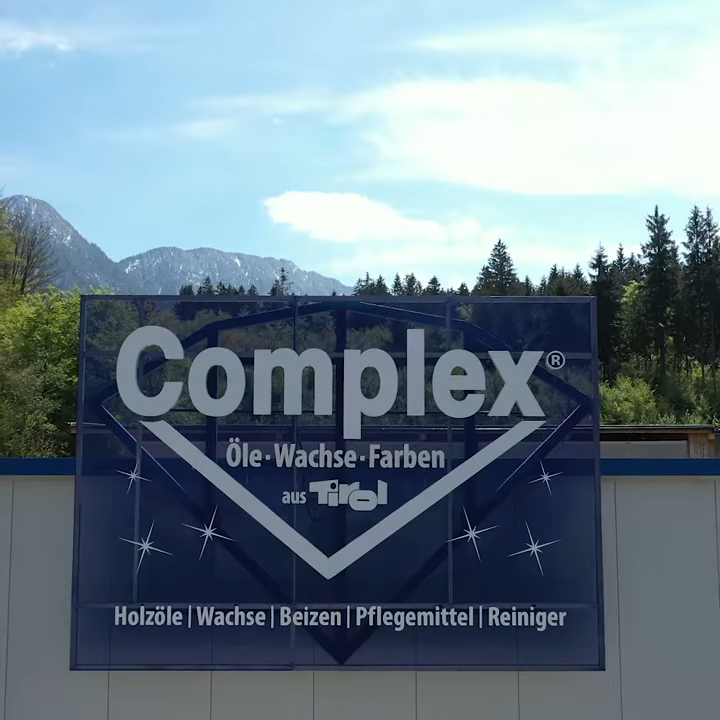 Complex®
Öle · Wachse · Farben
aus Tirol
Holzöle | Wachse | Beizen | Pflegemittel | Reiniger